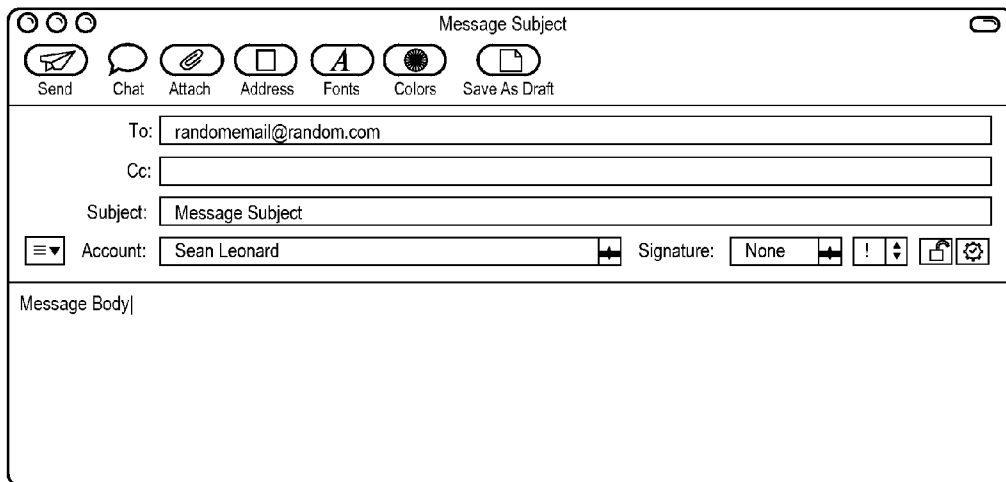 Message Subject
Send Chat Attach Address Fonts Colors Save As Draft
To: randomemail@random.com
Cc:
Subject: Message Subject
Account: Sean Leonard Signature: None !
Message Body